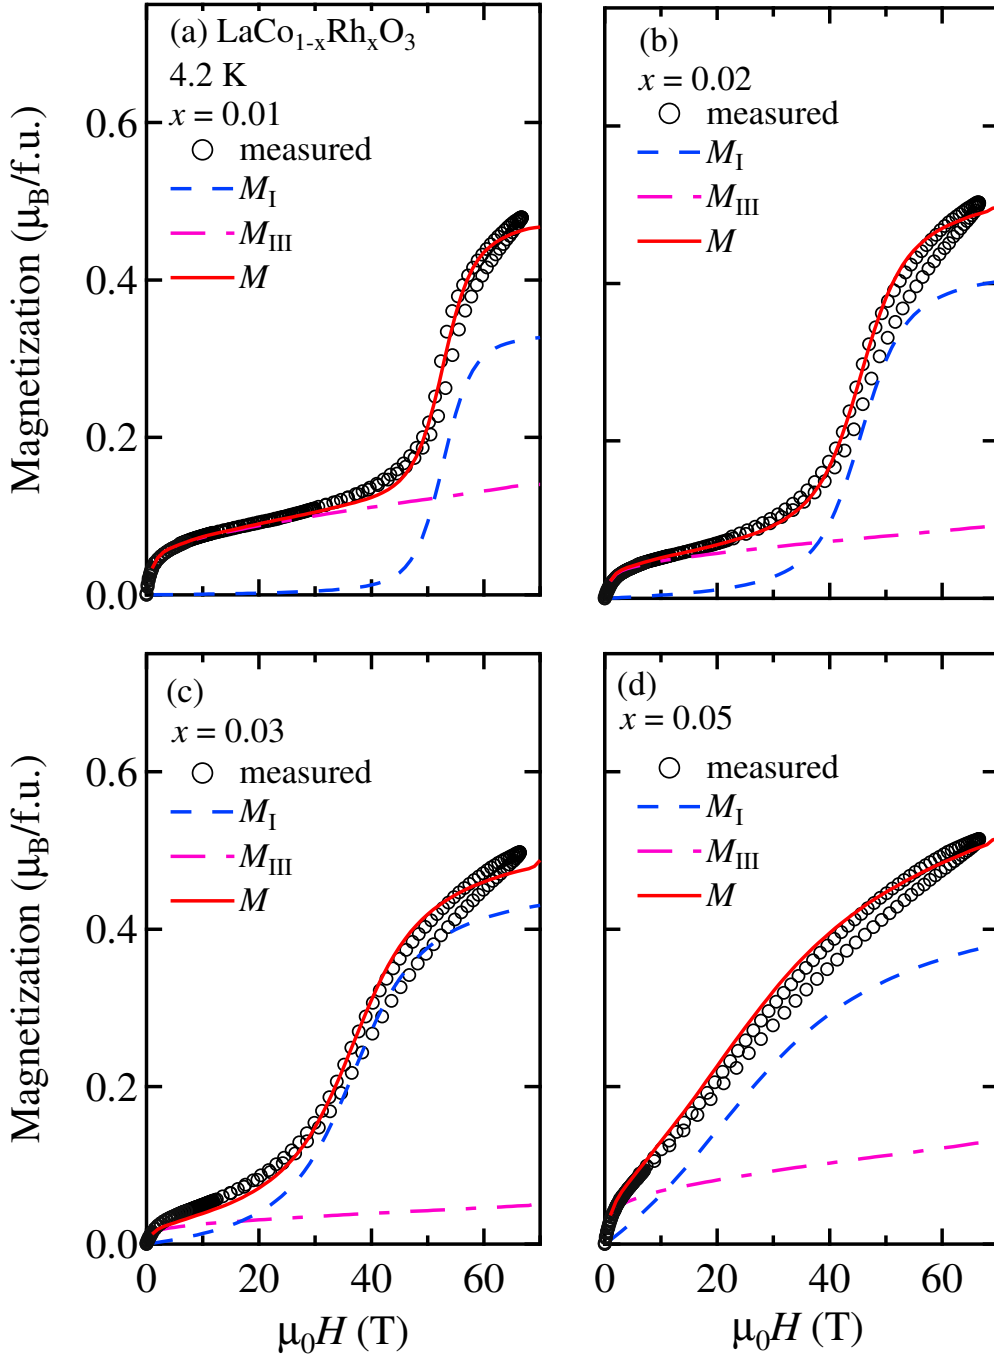 (a) LaCo1-xRhxO3
4.2 K
x = 0.01
measured
MI
MIII
M
(b)
x = 0.02
measured
MI
MIII
M
0.6
0.4
0.2
0.0
Magnetization (μB/f.u.)
(c)
x = 0.03
measured
MI
MIII
M
(d)
x = 0.05
measured
MI
MIII
M
0.6
0.4
0.2
0.0
Magnetization (μB/f.u.)
0 20 40 60
0 20 40 60
μ0H (T)
μ0H (T)